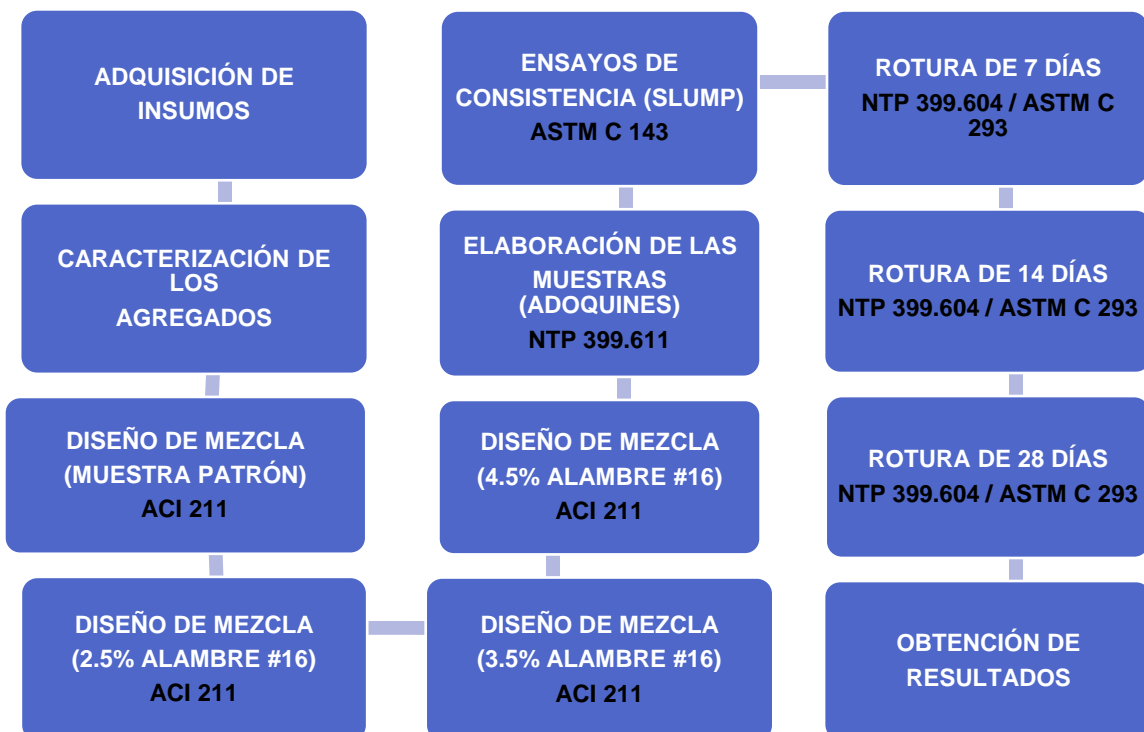 ADQUISICIÓN DE
INSUMOS
CARACTERIZACIÓN DE
LOS
AGREGADOS
DISEÑO DE MEZCLA
(MUESTRA PATRÓN)
ACI 211
DISEÑO DE MEZCLA
(2.5% ALAMBRE #16)
ACI 211
DISEÑO DE MEZCLA
(3.5% ALAMBRE #16)
ACI 211
DISEÑO DE MEZCLA
(4.5% ALAMBRE #16)
ACI 211
ELABORACIÓN DE LAS
MUESTRAS
(ADOQUINES)
NTP 399.611
ENSAYOS DE
CONSISTENCIA (SLUMP)
ASTM C 143
ROTURA DE 7 DÍAS
NTP 399.604 / ASTM C
293
ROTURA DE 14 DÍAS
NTP 399.604 / ASTM C 293
ROTURA DE 28 DÍAS
NTP 399.604 / ASTM C 293
OBTENCIÓN DE
RESULTADOS